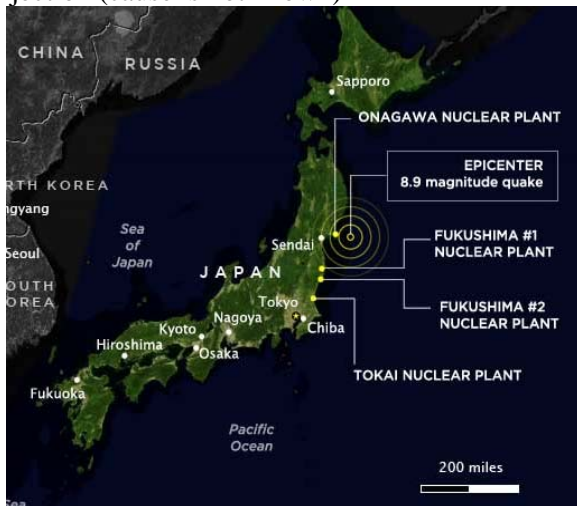 CHINA
RUSSIA
Sapporo
ONAGAWA NUCLEAR PLANT
EPICENTER
8.9 magnitude quake
RTH KOREA
ngyang
Sea
of
Japan
Sendai
Seoul
FUKUSHIMA #1
NUCLEAR PLANT
JAPAN
OUTH
OREA
Tokyo
FUKUSHIMA #2
NUCLEAR PLANT
Nagoya
Kyoto
Chiba
Hiroshima
Osaka
TOKAI NUCLEAR PLANT
Fukuoka
Pacific
Ocean
200 miles